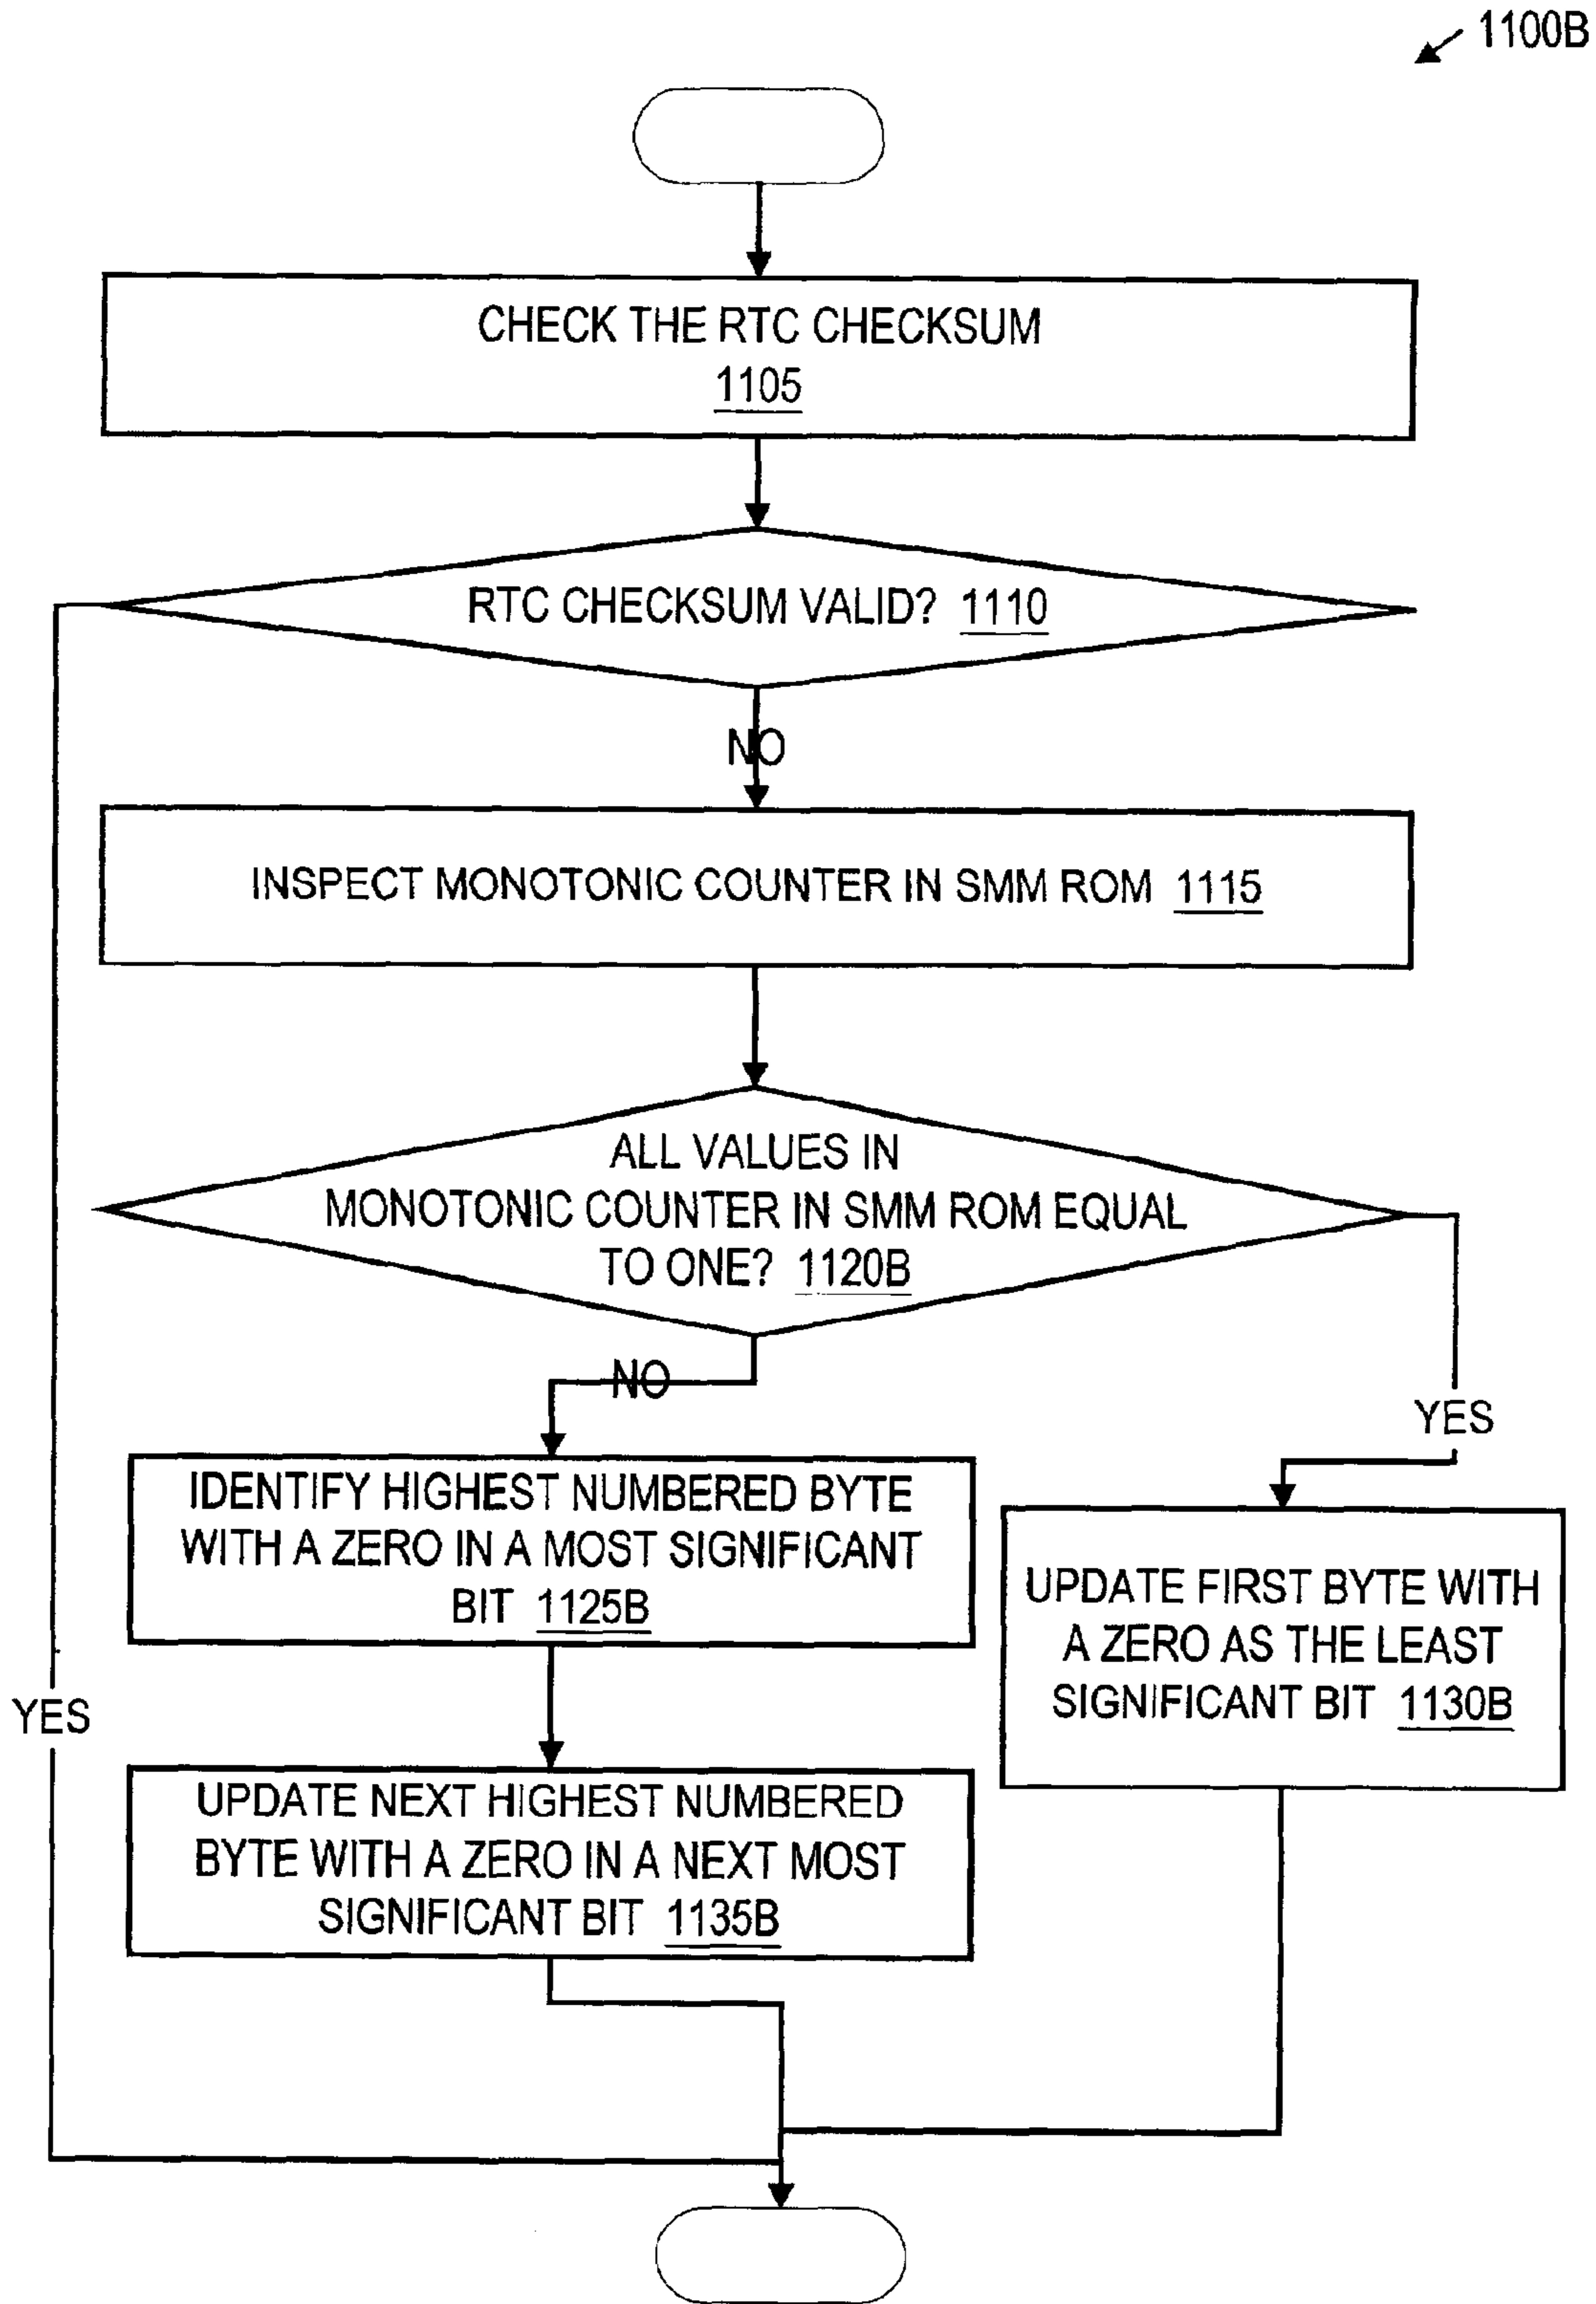 1100B
CHECK THE RTC CHECKSUM
1105
RTC CHECKSUM VALID? 1110
NO
INSPECT MONOTONIC COUNTER IN SMM ROM 1115
ALL VALUES IN
MONOTONIC COUNTER IN SMM ROM EQUAL
TO ONE? 1120B
NO
YES
IDENTIFY HIGHEST NUMBERED BYTE
WITH A ZERO IN A MOST SIGNIFICANT
BIT 1125B
UPDATE FIRST BYTE WITH
A ZERO AS THE LEAST
SIGNIFICANT BIT 1130B
YES
UPDATE NEXT HIGHEST NUMBERED
BYTE WITH A ZERO IN A NEXT MOST
SIGNIFICANT BIT 1135B